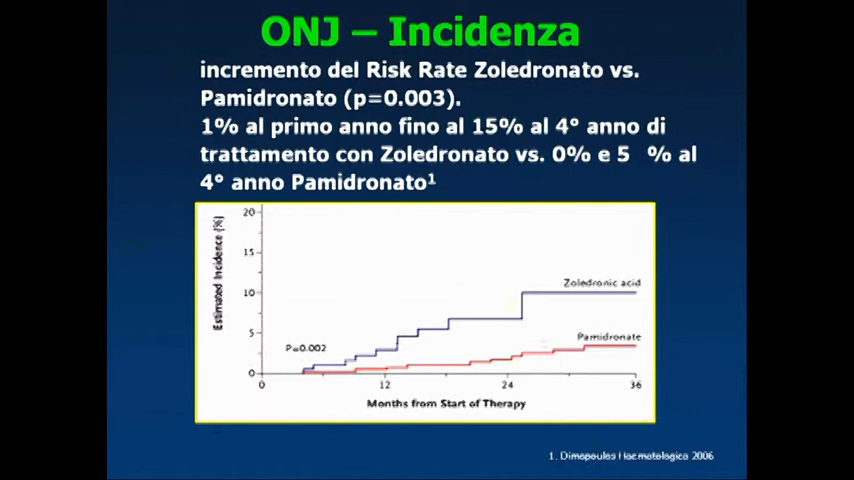 ONJ – Incidenza
incremento del Risk Rate Zoledronato vs.
Pamidronato (p=0.003).
1% al primo anno fino al 15% al 4° anno di
trattamento con Zoledronato vs. 0% e 5 % al
4° anno Pamidronato¹
Estimated Incidence (%)
20
15
10
5
0
Zoledronic acid
Pamidronate
P=0.002
0 12 24 36
Months from Start of Therapy
1. Dimopoulos Haematologica 2006